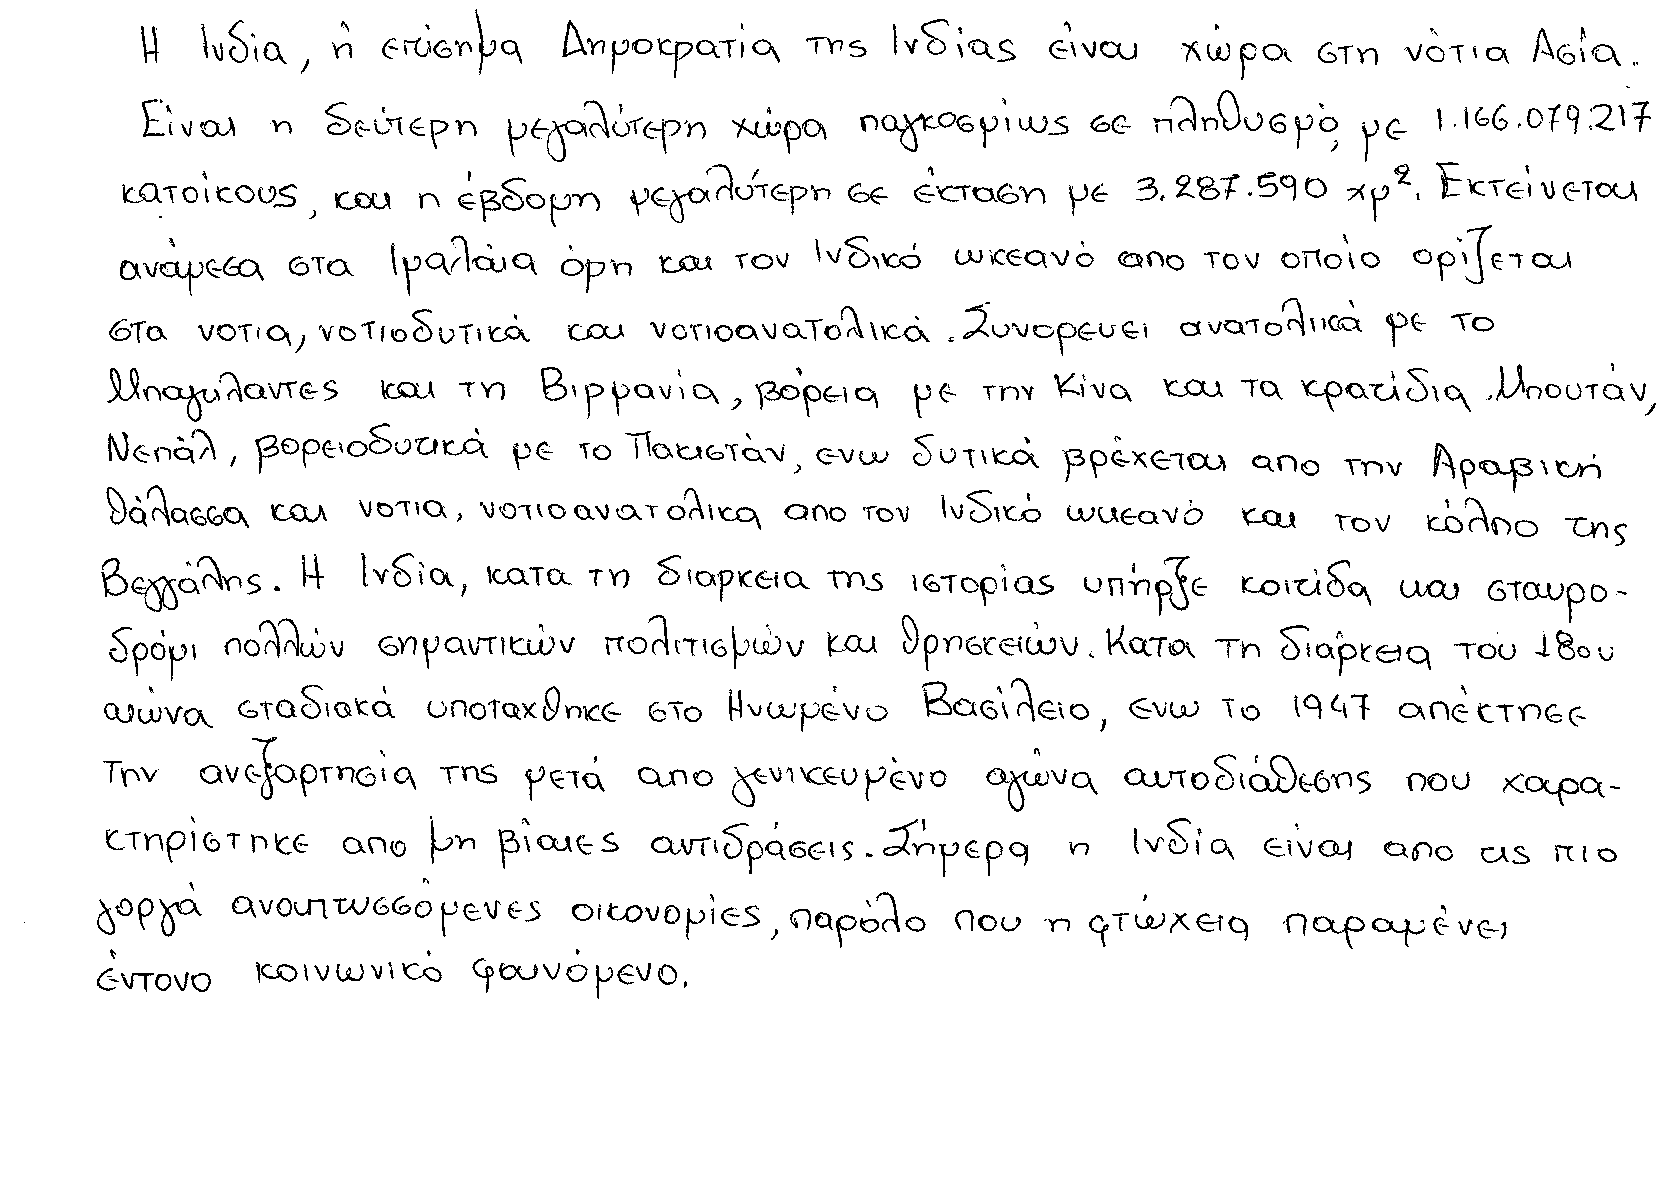 Η Ινδία, ή επίσημα Δημοκρατία της Ινδίας είναι χώρα στη νότια Ασία.
Είναι η δεύτερη μεγαλύτερη χώρα παγκοσμίως σε πληθυσμό, με 1.166.079.217
κατοίκους, και η έβδομη μεγαλύτερη σε έκταση με 3.287.590 χμ². Εκτείνεται
ανάμεσα στα Ιμαλάια όρη και τον Ινδικό ωκεανό απο τον οποίο ορίζεται
στα νοτια, νοτιοδυτικά και νοτιοανατολικά. Συνορευει ανατολικά με το
Μπαγκλαντες και τη Βιρμανία, βόρεια με την Κίνα και τα κρατίδια Μπουτάν,
Νεπάλ, βορειοδυτικά με το Πακιστάν, ενω δυτικά βρέχεται απο την Αραβική
θάλασσα και νοτια, νοτιοανατολικα απο τον Ινδικό ωκεανό και τον κόλπο της
Βεγγάλης. Η Ινδία, κατα τη διαρκεια της ιστορίας υπήρξε κοιτίδα και σταυρο-
δρόμι πολλών σημαντικών πολιτισμών και θρησκειών. Κατα τη διάρκεια του 18ου
αιώνα σταδιακά υποταχθηκε στο Ηνωμένο Βασίλειο, ενω το 1947 απέκτησε
την ανεξαρτησία της μετά απο γενικευμένο αγώνα αυτοδιάθεσης που χαρα-
κτηρίστηκε απο μη βίαιες αντιδράσεις. Σήμερα η Ινδία είναι απο τις πιο
γοργά αναπτυσσόμενες οικονομίες, παρόλο που η φτώχεια παραμένει
έντονο κοινωνικό φαινόμενο.